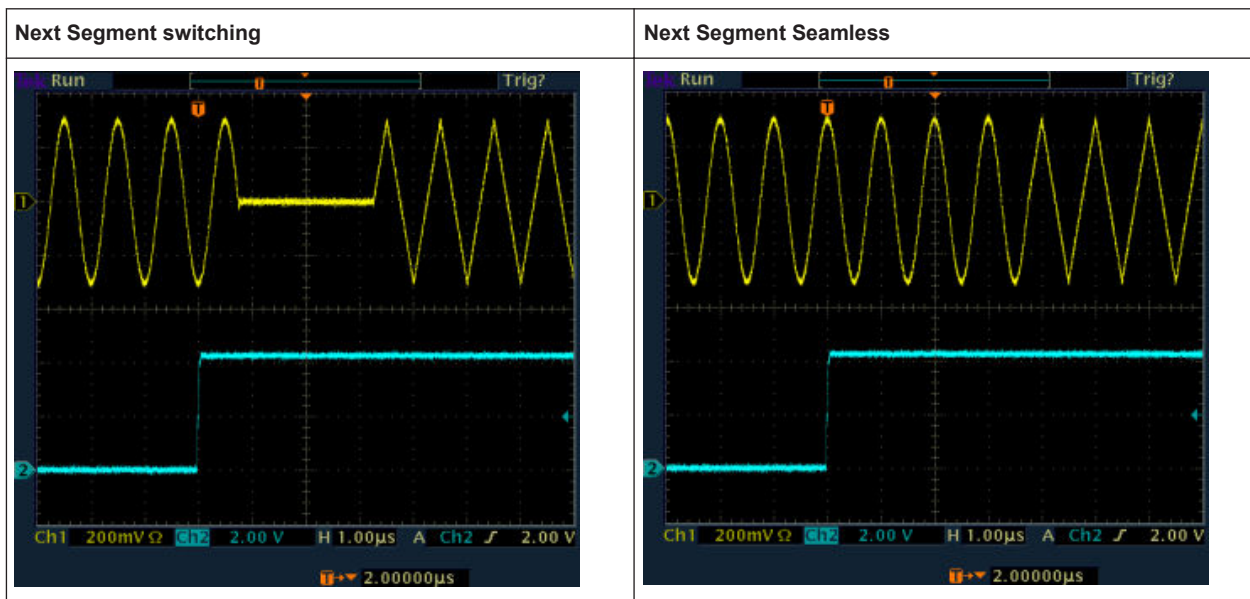 Next Segment switching
Next Segment Seamless
Run
Trig?
T
T
1
2
Ch1 200mV Ω Ch2 2.00 V H 1.00µs A Ch2 2.00 V
T 2.00000µs
Run
Trig?
T
T
1
2
Ch1 200mV Ω Ch2 2.00 V H 1.00µs A Ch2 2.00 V
T 2.00000µs